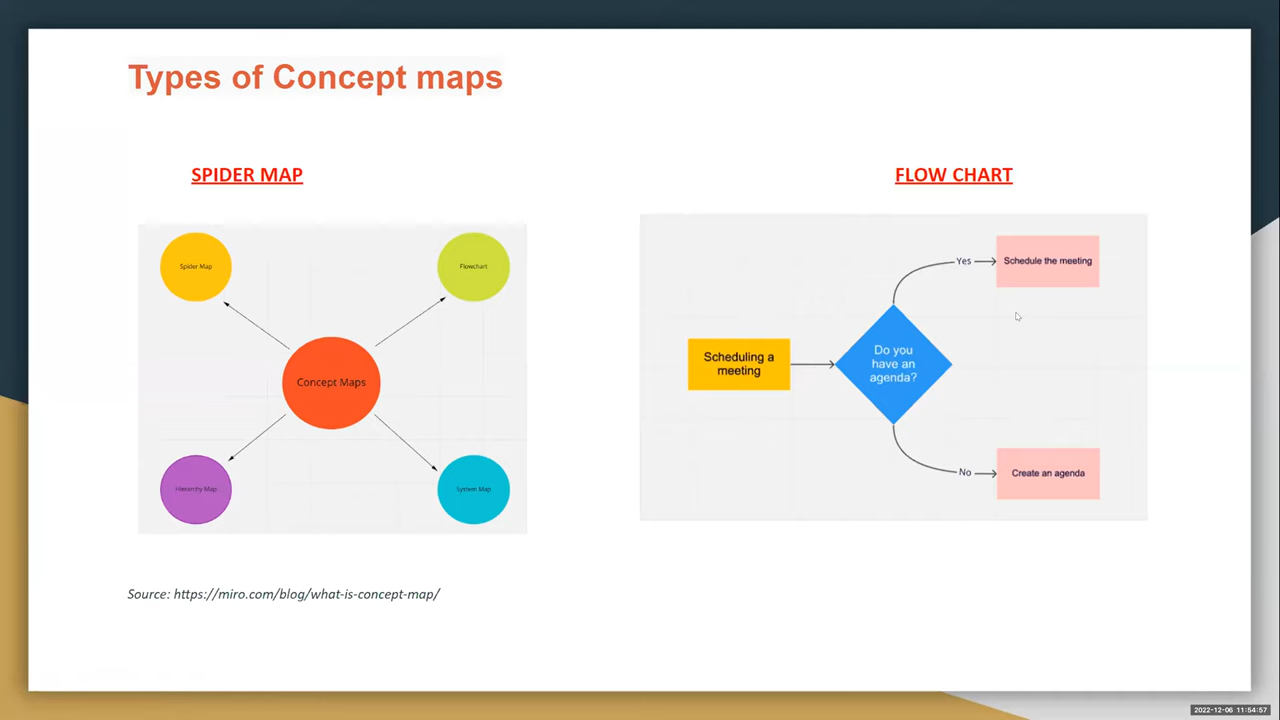 Types of Concept maps
SPIDER MAP
FLOW CHART
Spider Map
Flowchart
Concept Maps
Hierarchy Map
System Map
Yes
Schedule the meeting
Scheduling a
meeting
Do you
have an
agenda?
No
Create an agenda
Source: https://miro.com/blog/what-is-concept-map/
2022-12-06 11:54:57